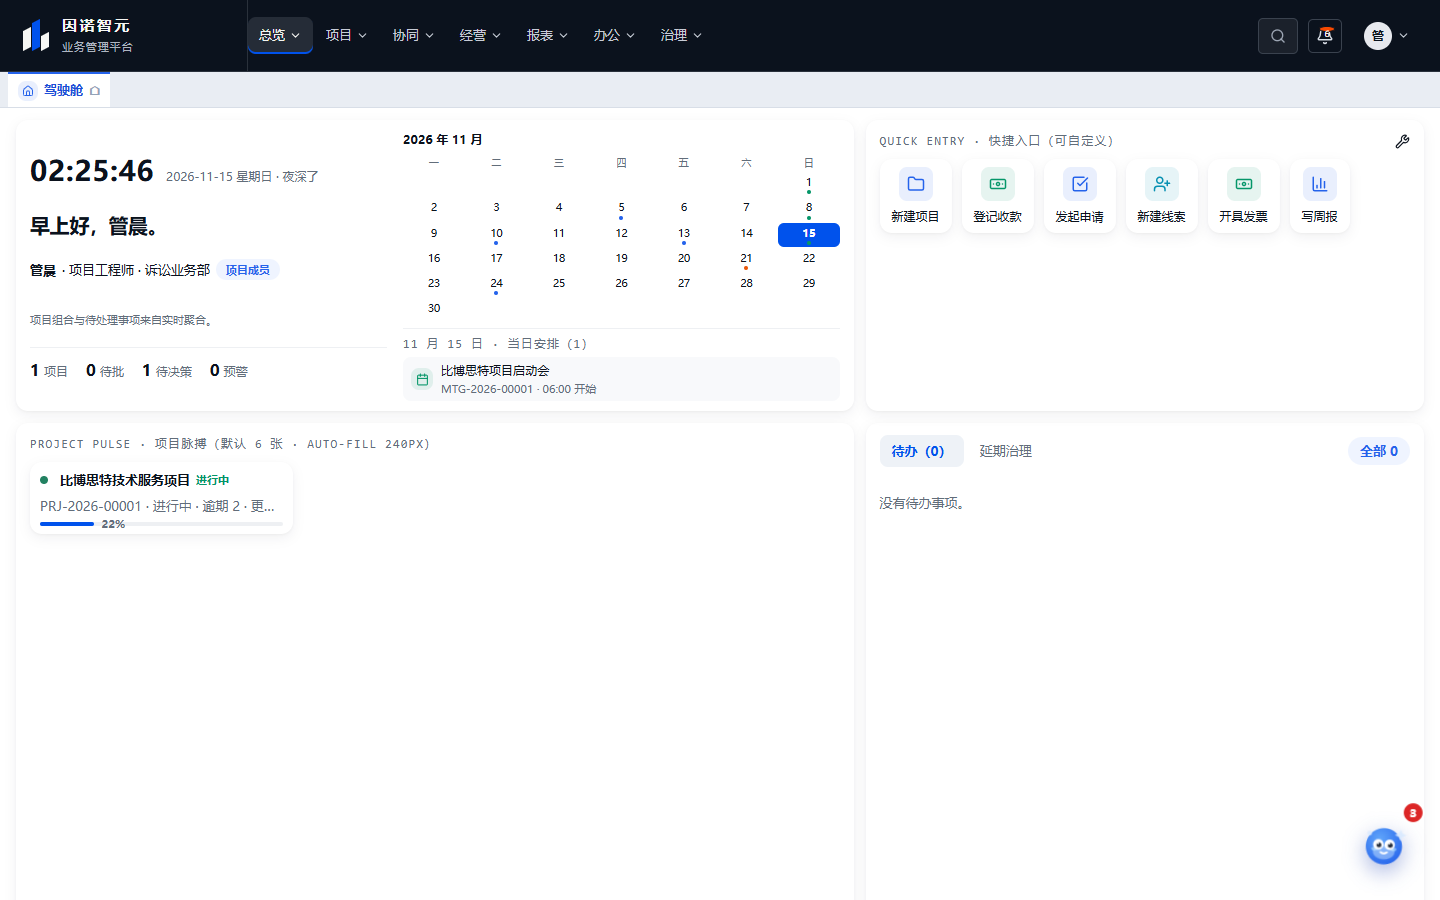 因诺智元
业务管理平台
总览 项目 协同 经营 报表 办公 治理
管
驾驶舱
02:25:46 2026-11-15 星期日 · 夜深了
早上好，管晨。
管晨 · 项目工程师 · 诉讼业务部 项目成员
项目组合与待处理事项来自实时聚合。
1 项目 0 待批 1 待决策 0 预警
2026 年 11 月
一 二 三 四 五 六 日
1
2 3 4 5 6 7 8
9 10 11 12 13 14 15
16 17 18 19 20 21 22
23 24 25 26 27 28 29
30
11 月 15 日 · 当日安排 (1)
比博思特项目启动会
MTG-2026-00001 · 06:00 开始
QUICK ENTRY · 快捷入口 (可自定义)
新建项目 登记收款 发起申请 新建线索 开具发票 写周报
PROJECT PULSE · 项目脉搏 (默认 6 张 · AUTO-FILL 240PX)
比博思特技术服务项目 进行中
PRJ-2026-00001 · 进行中 · 逾期 2 · 更...
22%
待办 (0) 延期治理 全部 0
没有待办事项。
3